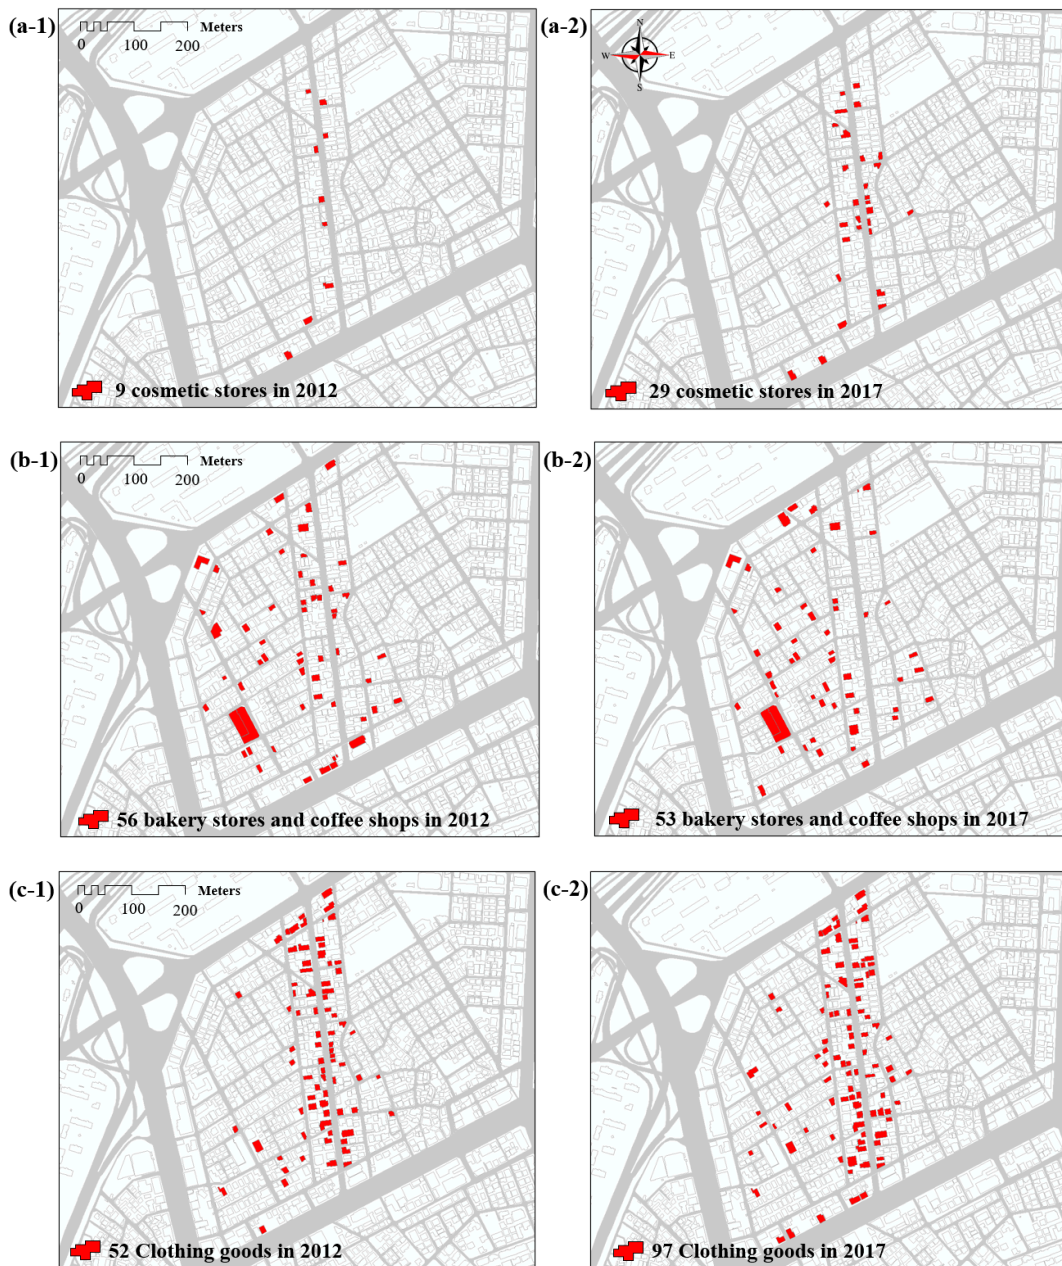 (a-1)
Meters
0 100 200
9 cosmetic stores in 2012
(a-2)
N
W E
S
29 cosmetic stores in 2017
(b-1)
Meters
0 100 200
56 bakery stores and coffee shops in 2012
(b-2)
53 bakery stores and coffee shops in 2017
(c-1)
Meters
0 100 200
52 Clothing goods in 2012
(c-2)
97 Clothing goods in 2017